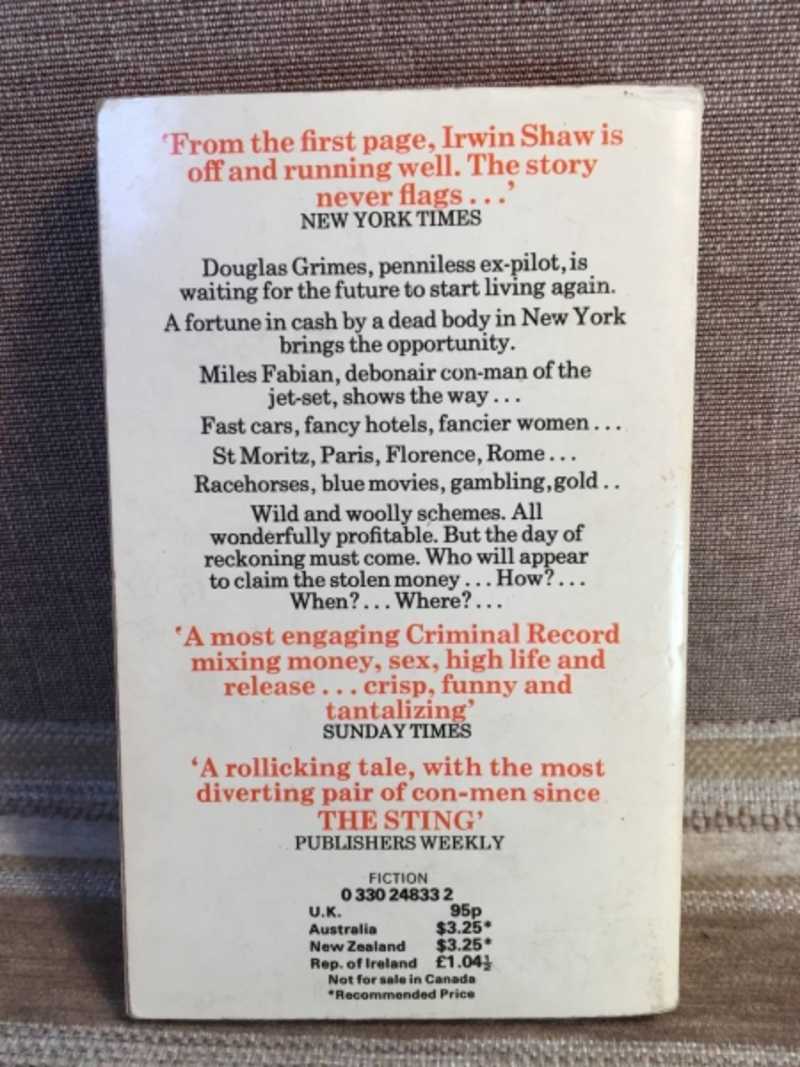 'From the first page, Irwin Shaw is
off and running well. The story
never flags . . .'
NEW YORK TIMES
Douglas Grimes, penniless ex-pilot, is
waiting for the future to start living again.
A fortune in cash by a dead body in New York
brings the opportunity.
Miles Fabian, debonair con-man of the
jet-set, shows the way . . .
Fast cars, fancy hotels, fancier women . . .
St Moritz, Paris, Florence, Rome . . .
Racehorses, blue movies, gambling, gold . .
Wild and woolly schemes. All
wonderfully profitable. But the day of
reckoning must come. Who will appear
to claim the stolen money . . . How? . . .
When? . . . Where? . . .
'A most engaging Criminal Record
mixing money, sex, high life and
release . . . crisp, funny and
tantalizing'
SUNDAY TIMES
'A rollicking tale, with the most
diverting pair of con-men since
THE STING'
PUBLISHERS WEEKLY
FICTION
0 330 24833 2
U.K. 95p
Australia $3.25*
New Zealand $3.25*
Rep. of Ireland £1.04½
Not for sale in Canada
*Recommended Price